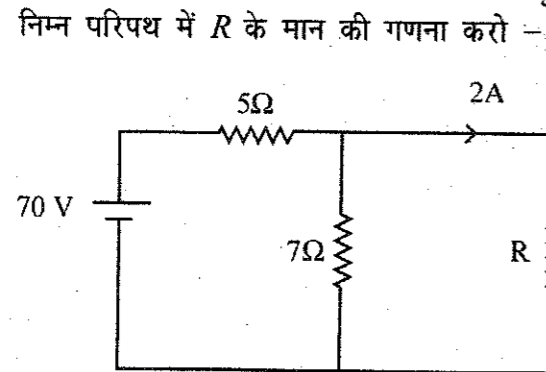 निम्न परिपथ में R के मान की गणना करो –
2A
5Ω
70 V
7Ω
R